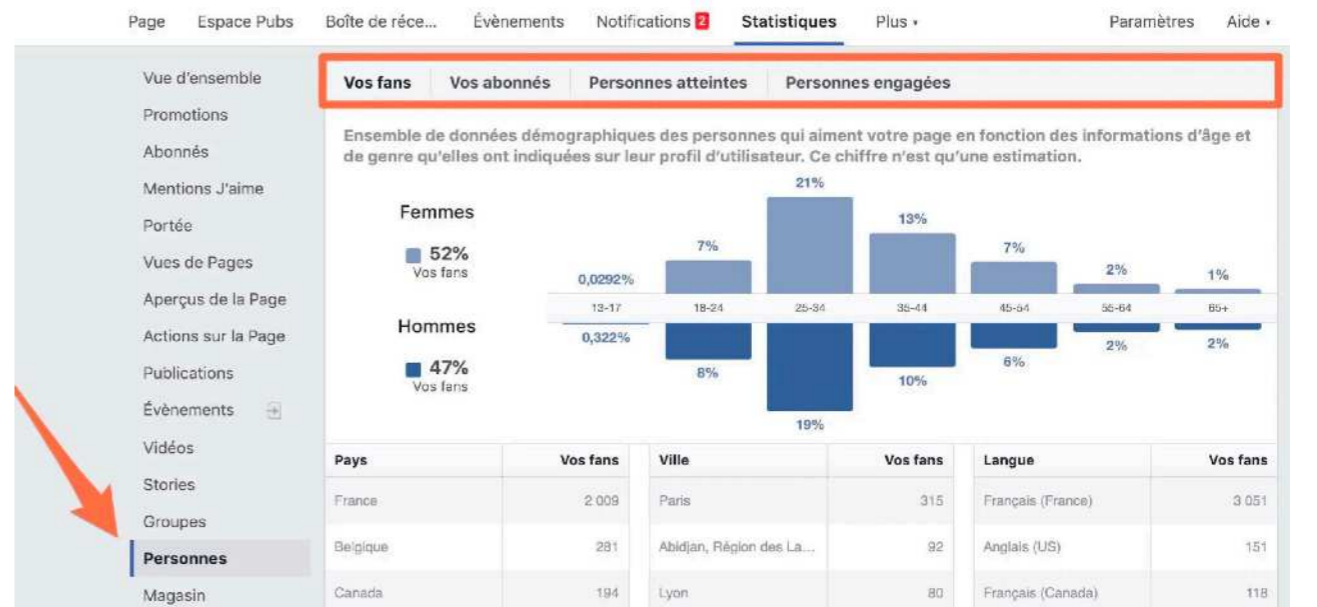 Page Espace Pubs Boîte de réce... Évènements Notifications 2 Statistiques Plus Paramètres Aide
Vue d'ensemble
Promotions
Abonnés
Mentions J'aime
Portée
Vues de Pages
Aperçus de la Page
Actions sur la Page
Publications
Évènements
Vidéos
Stories
Groupes
Personnes
Magasin
Vos fans Vos abonnés Personnes atteintes Personnes engagées
Ensemble de données démographiques des personnes qui aiment votre page en fonction des informations d'âge et
de genre qu'elles ont indiquées sur leur profil d'utilisateur. Ce chiffre n'est qu'une estimation.
Femmes
52%
Vos fans
0,0292% 7% 21% 13% 7% 2% 1%
13-17 18-24 25-34 35-44 45-54 55-64 65+
Hommes
47%
Vos fans
0,322% 8% 19% 10% 6% 2% 2%
Pays Vos fans Ville Vos fans Langue Vos fans
France 2 009 Paris 315 Français (France) 3 051
Belgique 281 Abidjan, Région des La... 92 Anglais (US) 151
Canada 194 Lyon 80 Français (Canada) 118